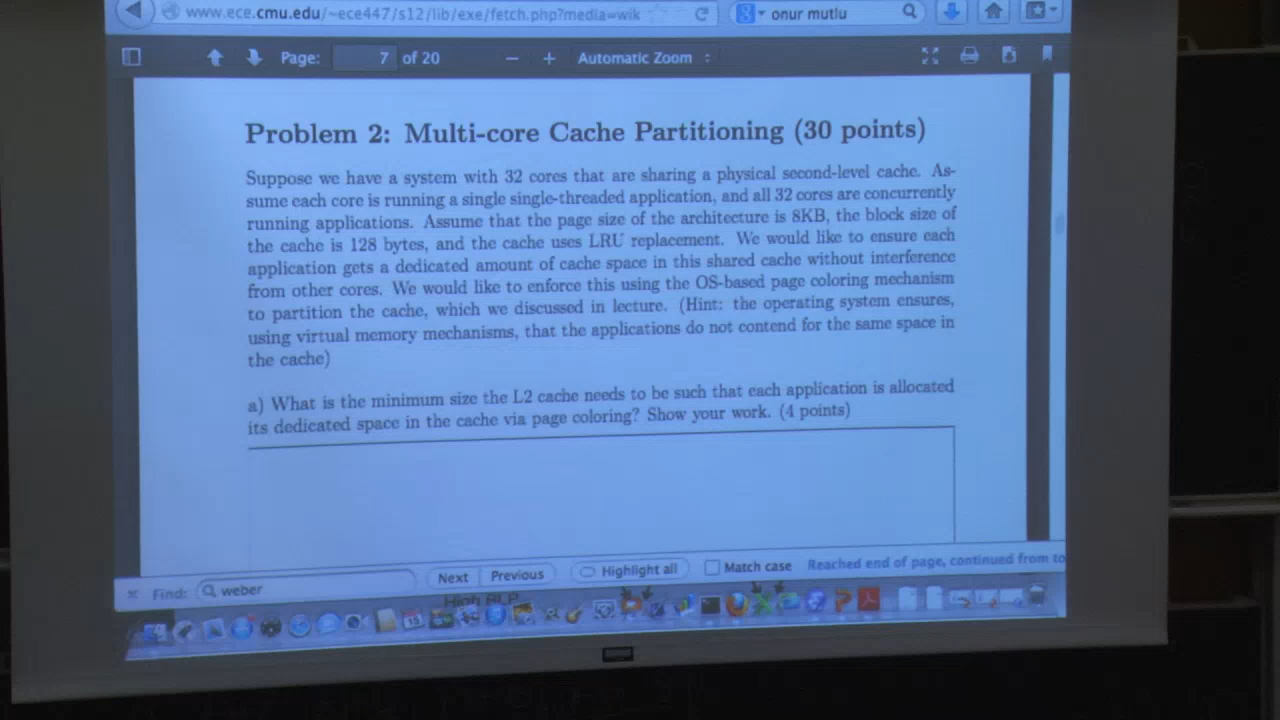 www.ece.cmu.edu/~ece447/s12/lib/exe/fetch.php?media=wik
onur mutlu
Page: 7 of 20
Automatic Zoom
Problem 2: Multi-core Cache Partitioning (30 points)
Suppose we have a system with 32 cores that are sharing a physical second-level cache. As-
sume each core is running a single single-threaded application, and all 32 cores are concurrently
running applications. Assume that the page size of the architecture is 8KB, the block size of
the cache is 128 bytes, and the cache uses LRU replacement. We would like to ensure each
application gets a dedicated amount of cache space in this shared cache without interference
from other cores. We would like to enforce this using the OS-based page coloring mechanism
to partition the cache, which we discussed in lecture. (Hint: the operating system ensures,
using virtual memory mechanisms, that the applications do not contend for the same space in
the cache)
a) What is the minimum size the L2 cache needs to be such that each application is allocated
its dedicated space in the cache via page coloring? Show your work. (4 points)
Find: weber Next Previous Highlight all Match case Reached end of page, continued from to
High RLP